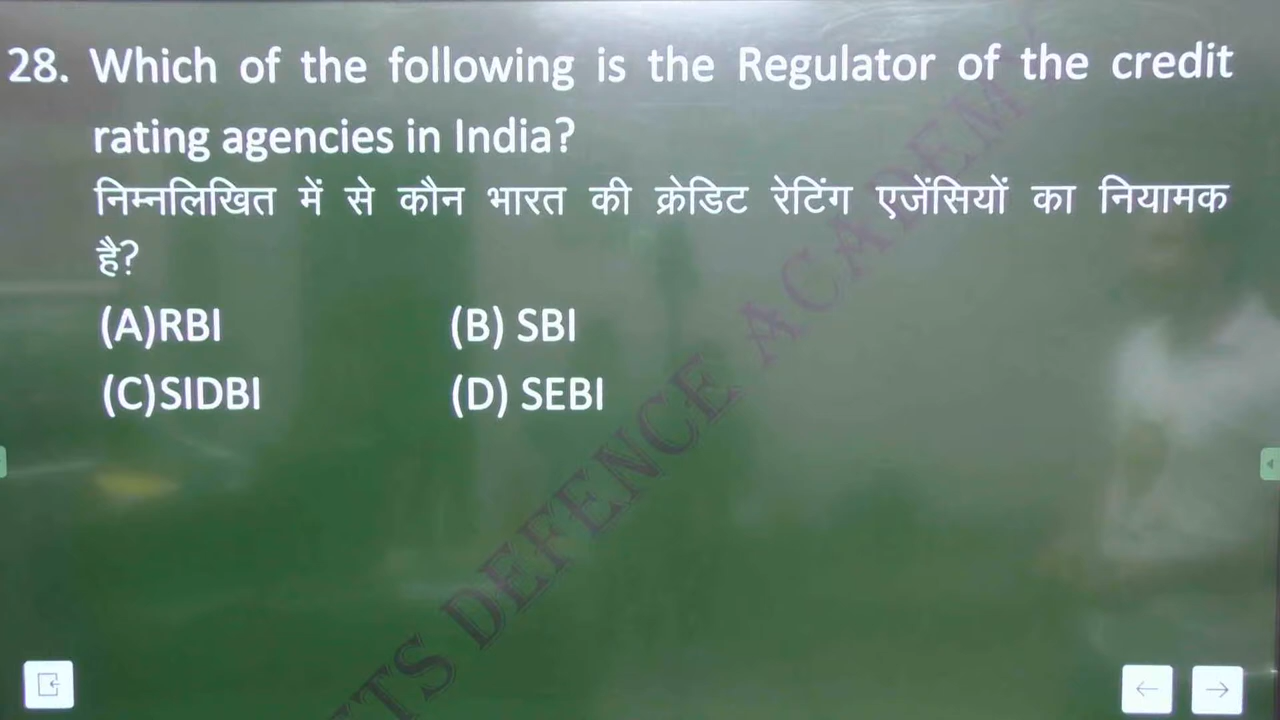 28. Which of the following is the Regulator of the credit
rating agencies in India?
निम्नलिखित में से कौन भारत की क्रेडिट रेटिंग एजेंसियों का नियामक
है?
(A)RBI (B) SBI
(C)SIDBI (D) SEBI
DEFENCE ACADEMY